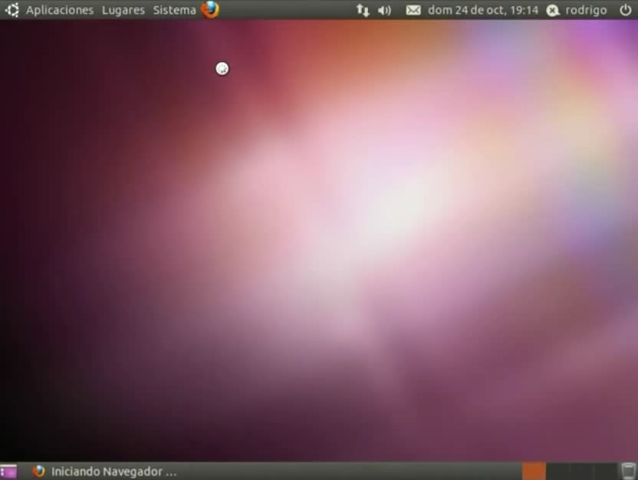 Aplicaciones Lugares Sistema dom 24 de oct, 19:14 rodrigo
Iniciando Navegador ...